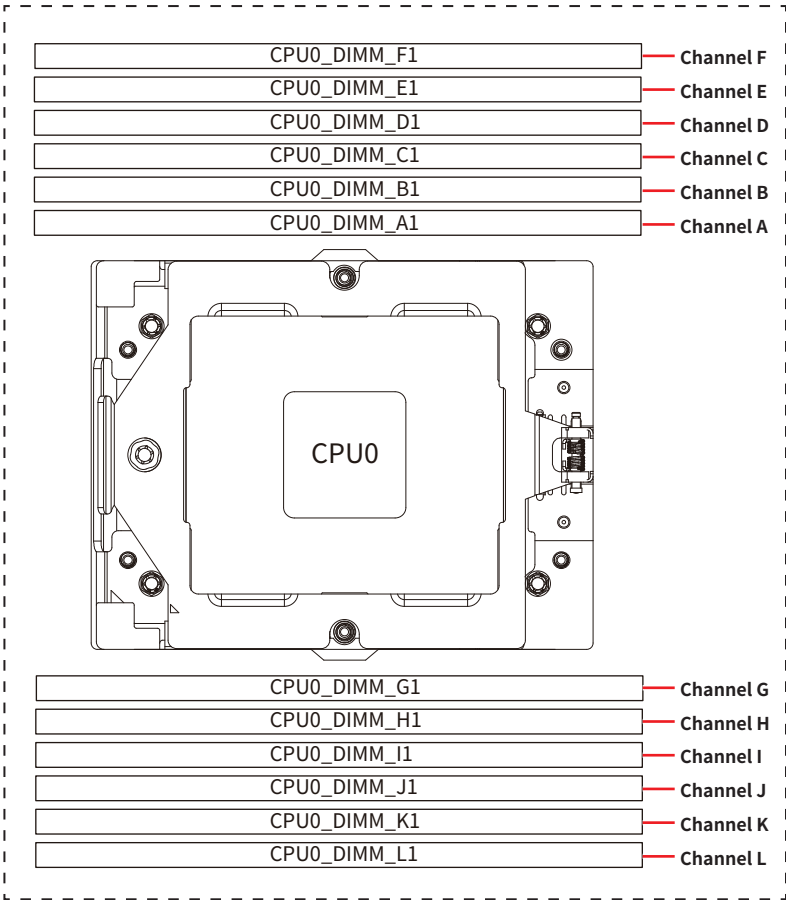 CPU0_DIMM_F1 Channel F
CPU0_DIMM_E1 Channel E
CPU0_DIMM_D1 Channel D
CPU0_DIMM_C1 Channel C
CPU0_DIMM_B1 Channel B
CPU0_DIMM_A1 Channel A
CPU0
CPU0_DIMM_G1 Channel G
CPU0_DIMM_H1 Channel H
CPU0_DIMM_I1 Channel I
CPU0_DIMM_J1 Channel J
CPU0_DIMM_K1 Channel K
CPU0_DIMM_L1 Channel L